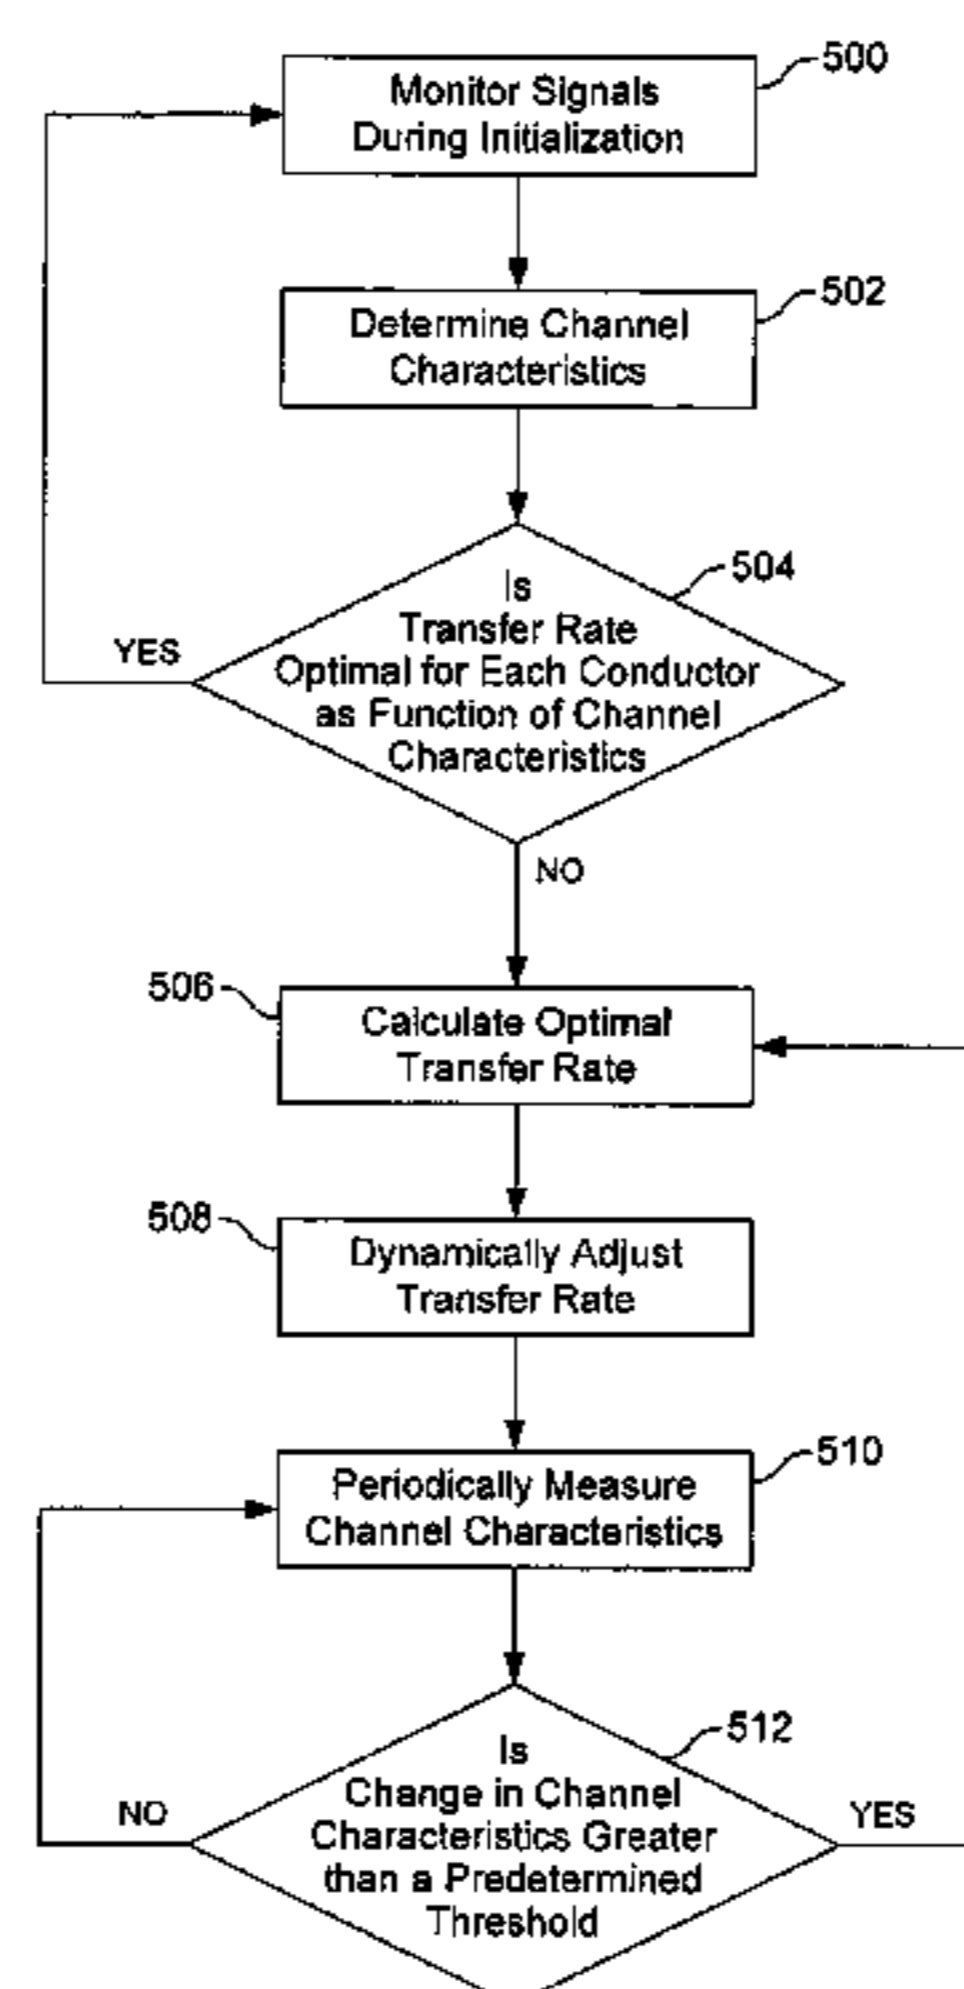 500
Monitor Signals
During Initialization
502
Determine Channel
Characteristics
504
Is
Transfer Rate
Optimal for Each Conductor
as Function of Channel
Characteristics
YES
NO
506
Calculate Optimal
Transfer Rate
508
Dynamically Adjust
Transfer Rate
510
Periodically Measure
Channel Characteristics
512
Is
Change in Channel
Characteristics Greater
than a Predetermined
Threshold
NO
YES